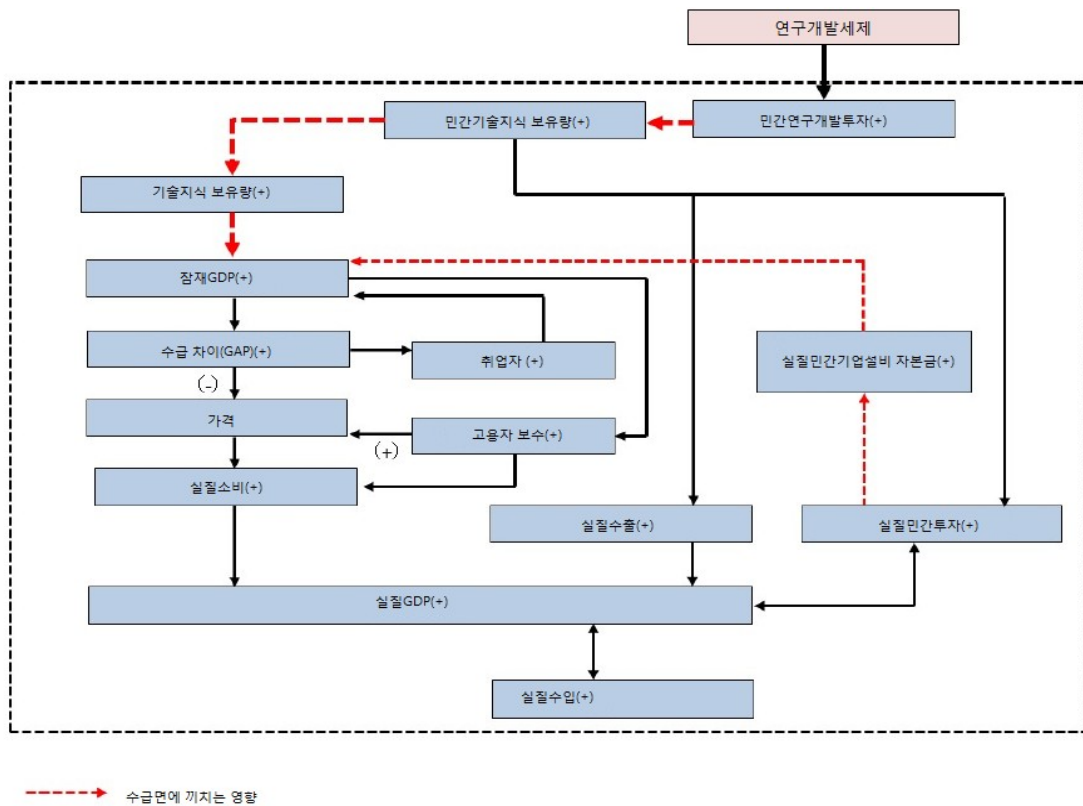 연구개발세제
민간기술지식 보유량(+)
민간연구개발투자(+)
기술지식 보유량(+)
잠재GDP(+)
수급 차이(GAP)(+)
취업자 (+)
실질민간기업설비 자본금(+)
(-)
가격
고용자 보수(+)
(+)
실질소비(+)
실질수출(+)
실질민간투자(+)
실질GDP(+)
실질수입(+)
수급면에 끼치는 영향